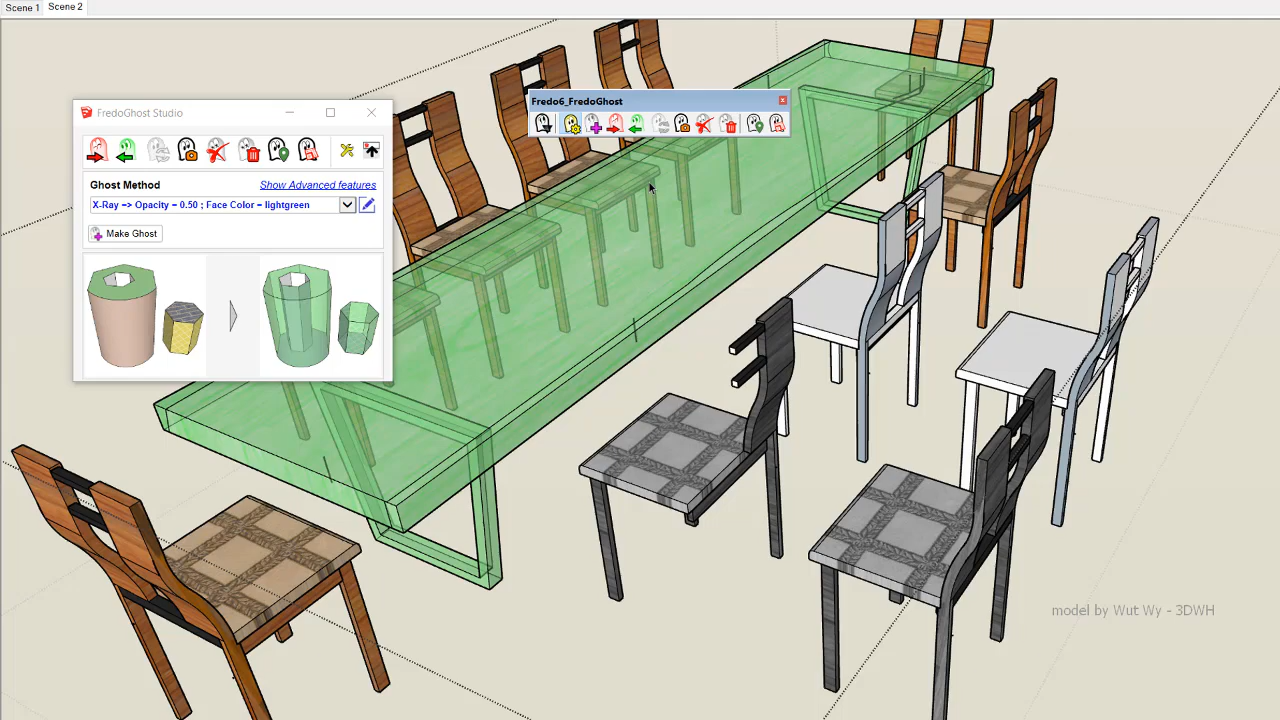 Scene 1
Scene 2
FredoGhost Studio
Fredo6_FredoGhost
Ghost Method
Show Advanced features
X-Ray => Opacity = 0.50 ; Face Color = lightgreen
Make Ghost
model by Wut Wy - 3DWH